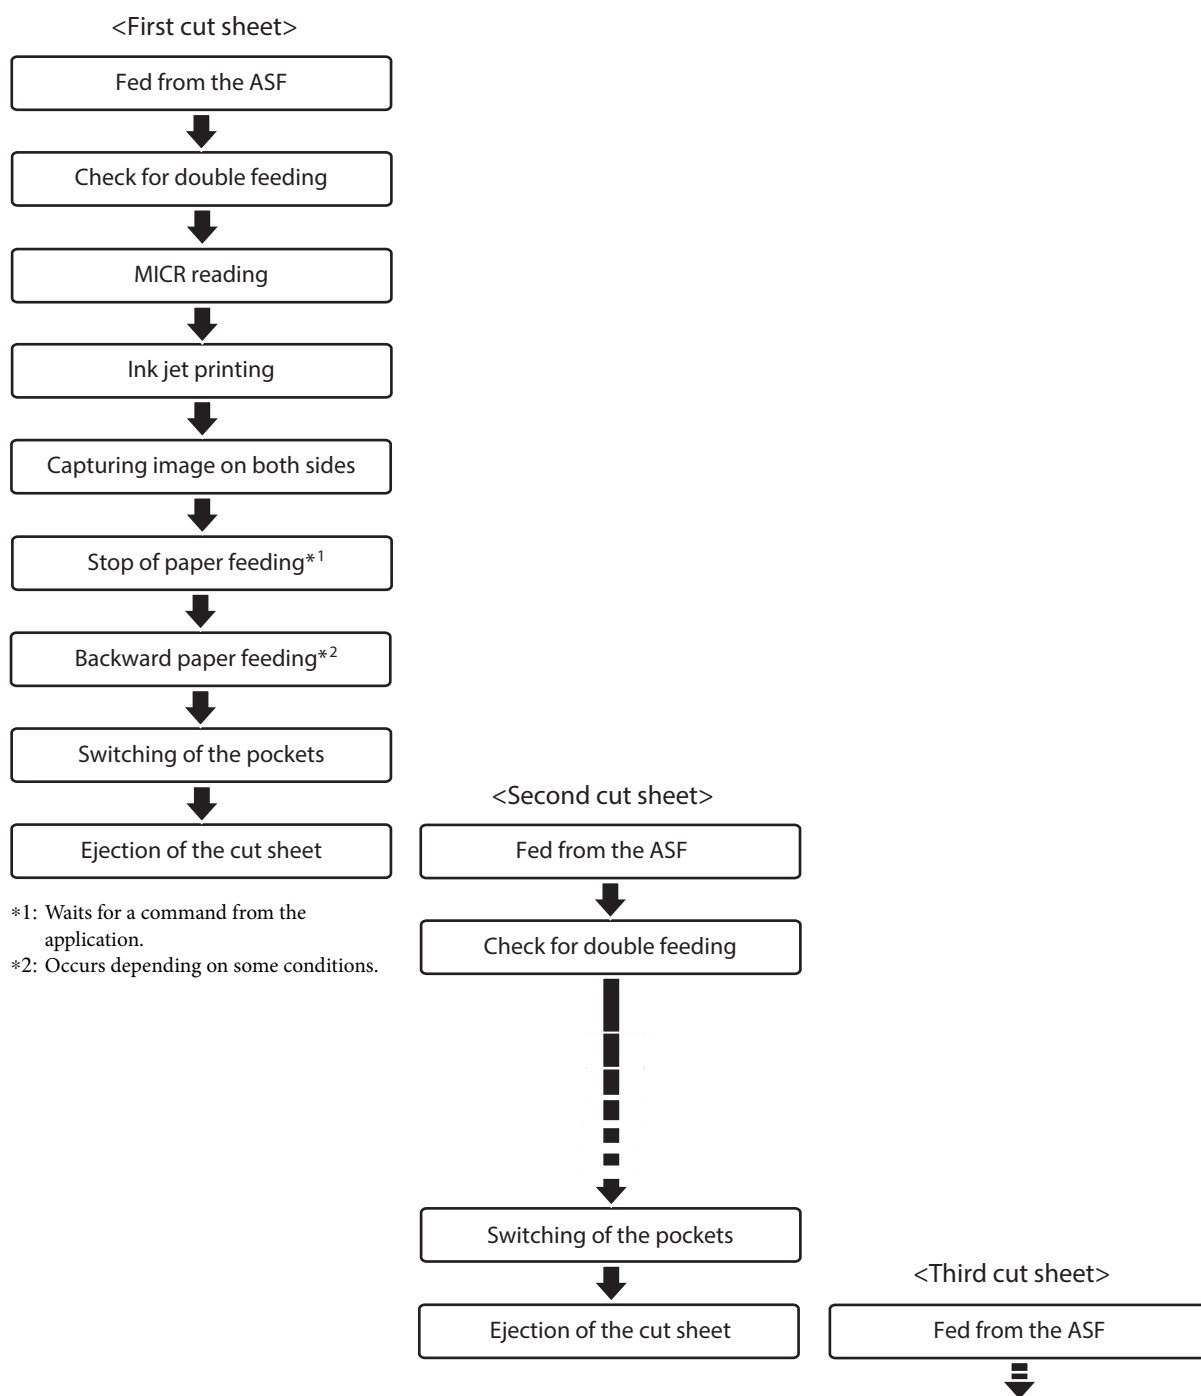 <First cut sheet>
Fed from the ASF
Check for double feeding
MICR reading
Ink jet printing
Capturing image on both sides
Stop of paper feeding*1
Backward paper feeding*2
Switching of the pockets
Ejection of the cut sheet
*1: Waits for a command from the
application.
*2: Occurs depending on some conditions.
<Second cut sheet>
Fed from the ASF
Check for double feeding
Switching of the pockets
Ejection of the cut sheet
<Third cut sheet>
Fed from the ASF